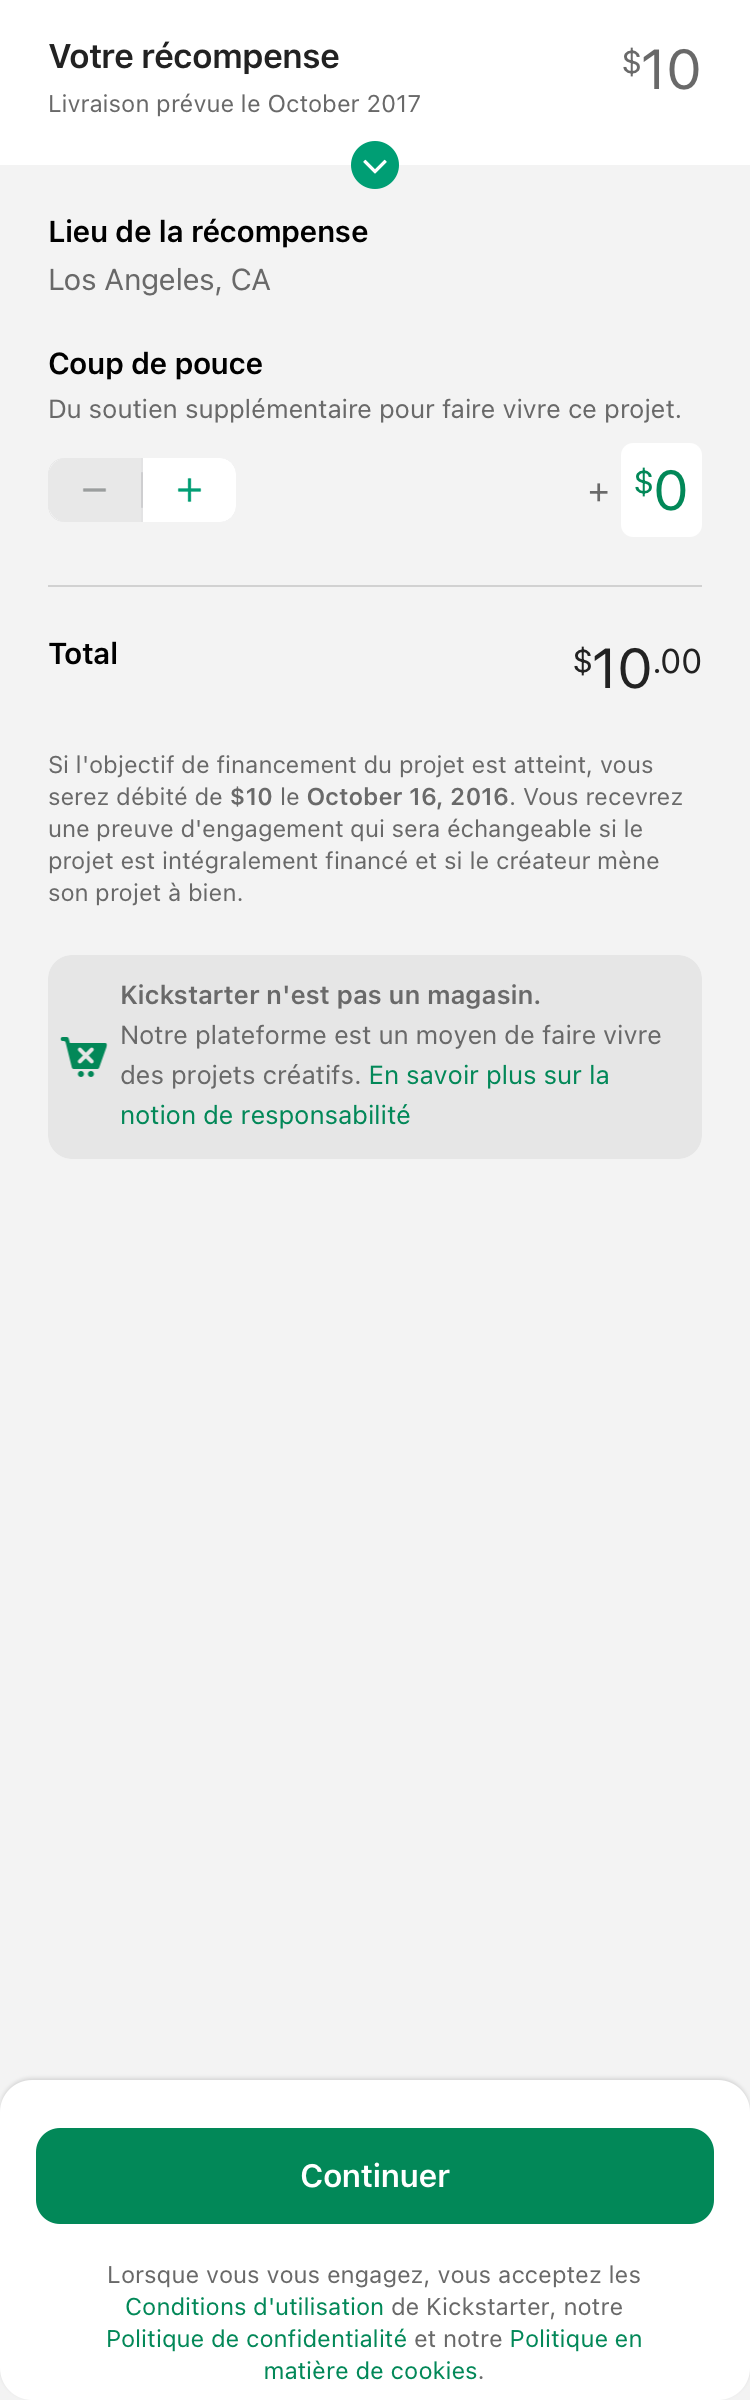 Votre récompense
$10
Livraison prévue le October 2017
Lieu de la récompense
Los Angeles, CA
Coup de pouce
Du soutien supplémentaire pour faire vivre ce projet.
− + + $0
Total
$10.00
Si l'objectif de financement du projet est atteint, vous
serez débité de $10 le October 16, 2016. Vous recevrez
une preuve d'engagement qui sera échangeable si le
projet est intégralement financé et si le créateur mène
son projet à bien.
Kickstarter n'est pas un magasin.
Notre plateforme est un moyen de faire vivre
des projets créatifs. En savoir plus sur la
notion de responsabilité
Continuer
Lorsque vous vous engagez, vous acceptez les
Conditions d'utilisation de Kickstarter, notre
Politique de confidentialité et notre Politique en
matière de cookies.